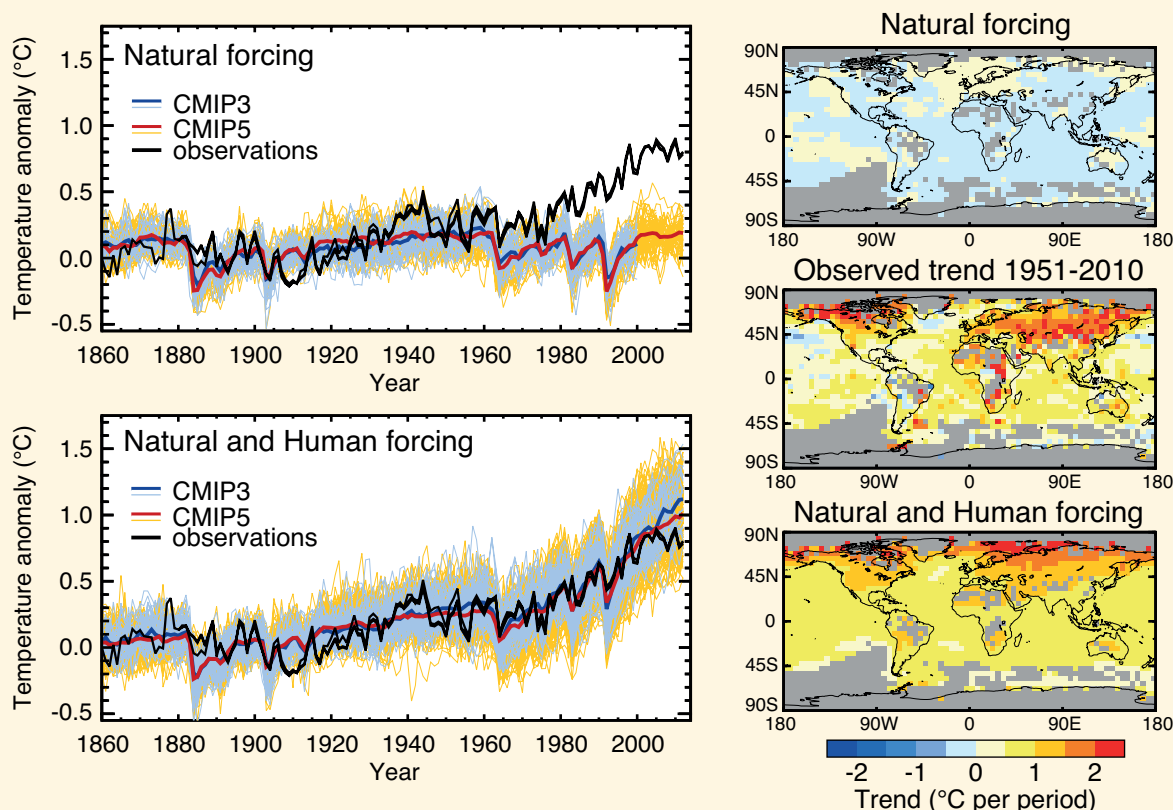 Natural forcing
Temperature anomaly (°C)
1.5
1.0
0.5
0.0
-0.5
CMIP3
CMIP5
observations
1860 1880 1900 1920 1940 1960 1980 2000
Year
Natural and Human forcing
Temperature anomaly (°C)
1.5
1.0
0.5
0.0
-0.5
CMIP3
CMIP5
observations
1860 1880 1900 1920 1940 1960 1980 2000
Year
Natural forcing
90N
45N
0
45S
90S
180 90W 0 90E 180
Observed trend 1951-2010
90N
45N
0
45S
90S
180 90W 0 90E 180
Natural and Human forcing
90N
45N
0
45S
90S
180 90W 0 90E 180
-2 -1 0 1 2
Trend (°C per period)